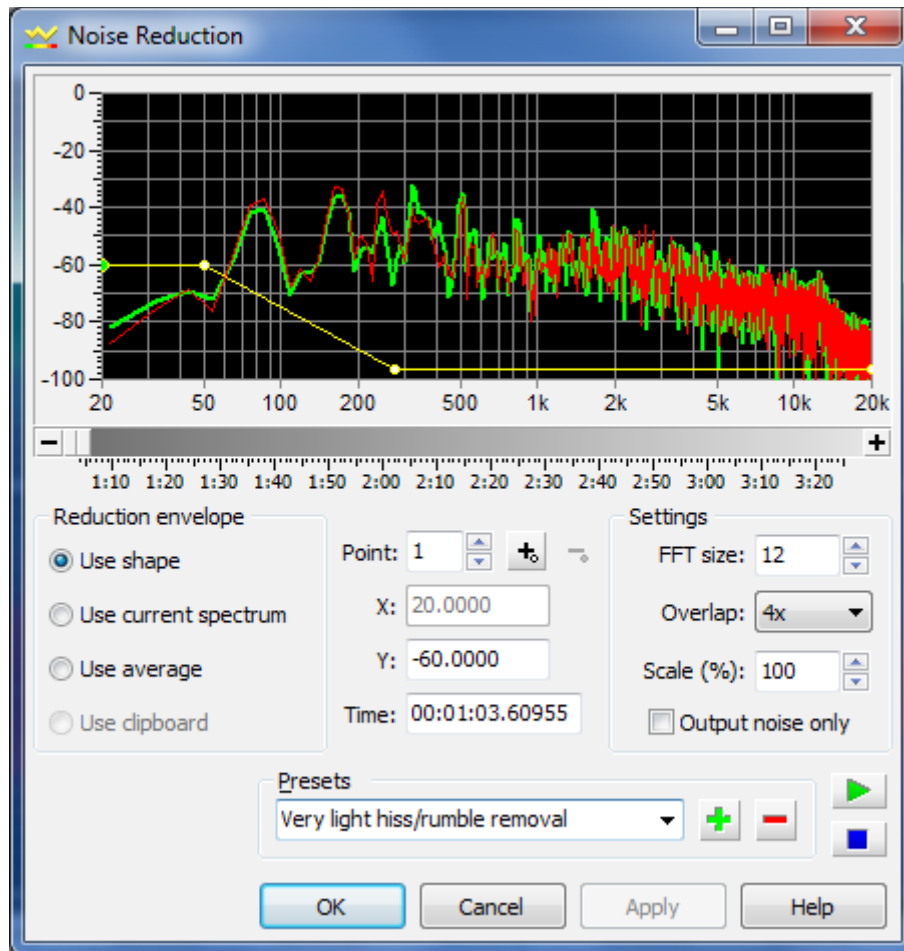 Noise Reduction
0
-20
-40
-60
-80
-100
20 50 100 200 500 1k 2k 5k 10k 20k
1:10 1:20 1:30 1:40 1:50 2:00 2:10 2:20 2:30 2:40 2:50 3:00 3:10 3:20
Reduction envelope
Use shape
Use current spectrum
Use average
Use clipboard
Point: 1
X: 20.0000
Y: -60.0000
Time: 00:01:03.60955
Settings
FFT size: 12
Overlap: 4x
Scale (%): 100
Output noise only
Presets
Very light hiss/rumble removal
OK Cancel Apply Help